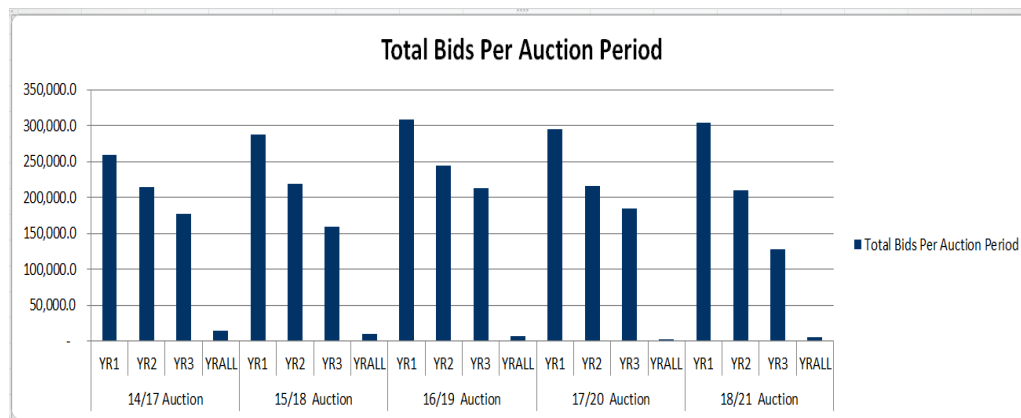 Total Bids Per Auction Period
350,000.0
300,000.0
250,000.0
200,000.0
150,000.0
100,000.0
50,000.0
-
YR1 YR2 YR3 YRALL YR1 YR2 YR3 YRALL YR1 YR2 YR3 YRALL YR1 YR2 YR3 YRALL YR1 YR2 YR3 YRALL
14/17 Auction 15/18 Auction 16/19 Auction 17/20 Auction 18/21 Auction
Total Bids Per Auction Period